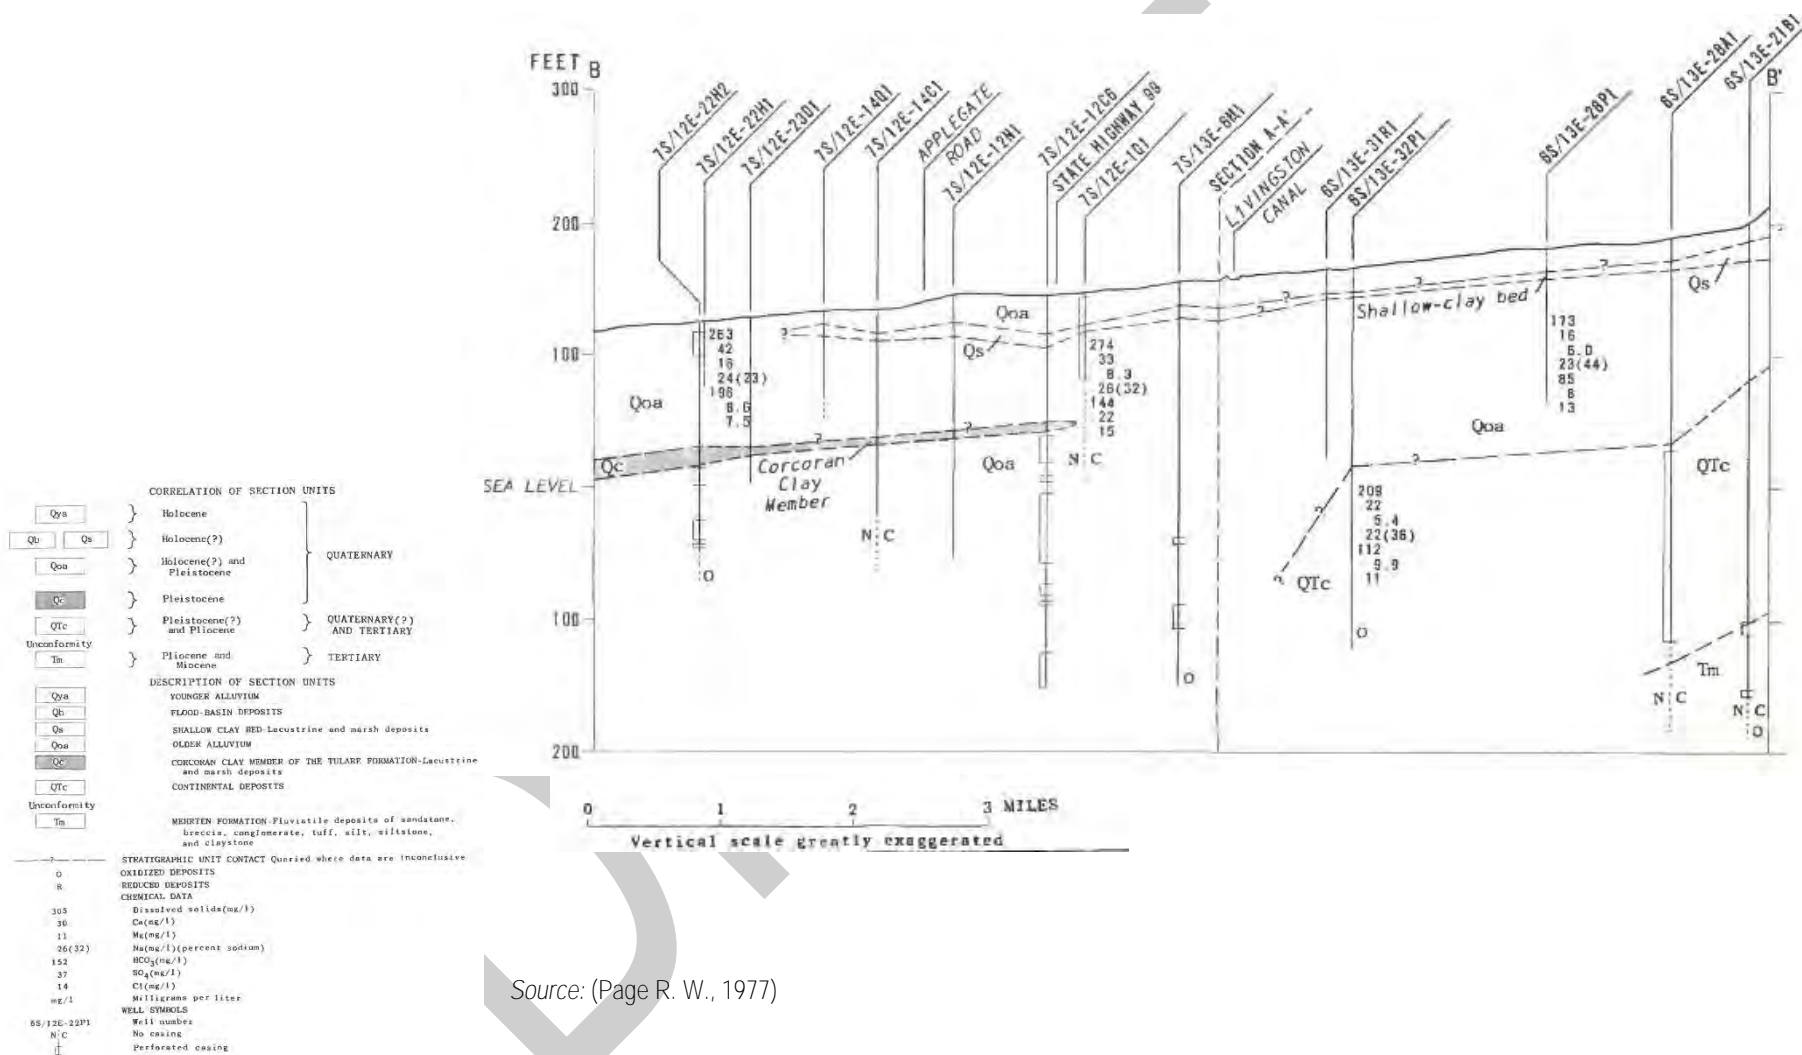 FEET B
B'
300
200
100
SEA LEVEL
100
200
7S/12E-22H2
7S/12E-22H1
7S/12E-23D1
7S/12E-14Q1
7S/12E-14C1
APPLEGATE
ROAD
7S/12E-12N1
7S/12E-12C6
STATE HIGHWAY 99
7S/12E-1Q1
7S/13E-6M1
SECTION A-A'
LIVINGSTON
CANAL
6S/13E-31R1
6S/13E-32P1
6S/13E-28P1
6S/13E-28A1
6S/13E-21B1
Qoa
Qs
Shallow-clay bed
Qs
?
?
?
?
?
263
42
16
24(23)
196
8.6
7.5
274
33
8.3
26(32)
144
22
15
173
16
5.0
23(44)
85
8
13
Qoa
Qoa
Qoa
Qc
Corcoran
Clay
Member
?
?
N C
N C
O
O
209
22
5.4
22(36)
112
9.9
11
O
?
?
?
QTc
QTc
Tm
N C
N C
O
0 1 2 3 MILES
Vertical scale greatly exaggerated
CORRELATION OF SECTION UNITS
Qya } Holocene
Qb Qs } Holocene(?)
Qoa } Holocene(?) and
Pleistocene
QUATERNARY
Qc } Pleistocene
QTc } Pleistocene(?)
and Pliocene
} QUATERNARY(?)
AND TERTIARY
Unconformity
Tm } Pliocene and
Miocene
} TERTIARY
DESCRIPTION OF SECTION UNITS
Qya YOUNGER ALLUVIUM
Qb FLOOD-BASIN DEPOSITS
Qs SHALLOW CLAY BED-Lacustrine and marsh deposits
Qoa OLDER ALLUVIUM
Qc CORCORAN CLAY MEMBER OF THE TULARE FORMATION-Lacustrine
and marsh deposits
QTc CONTINENTAL DEPOSITS
Unconformity
Tm MEHRTEN FORMATION-Fluviatile deposits of sandstone,
breccia, conglomerate, tuff, silt, siltstone,
and claystone
? STRATIGRAPHIC UNIT CONTACT-Queried where data are inconclusive
O OXIDIZED DEPOSITS
R REDUCED DEPOSITS
CHEMICAL DATA
305 Dissolved solids(mg/l)
30 Ca(mg/l)
11 Mg(mg/l)
26(32) Na(mg/l)(percent sodium)
152 HCO3(mg/l)
37 SO4(mg/l)
14 Cl(mg/l)
mg/l Milligrams per liter
WELL SYMBOLS
6S/12E-22P1 Well number
N C No casing
Perforated casing
Source: (Page R. W., 1977)